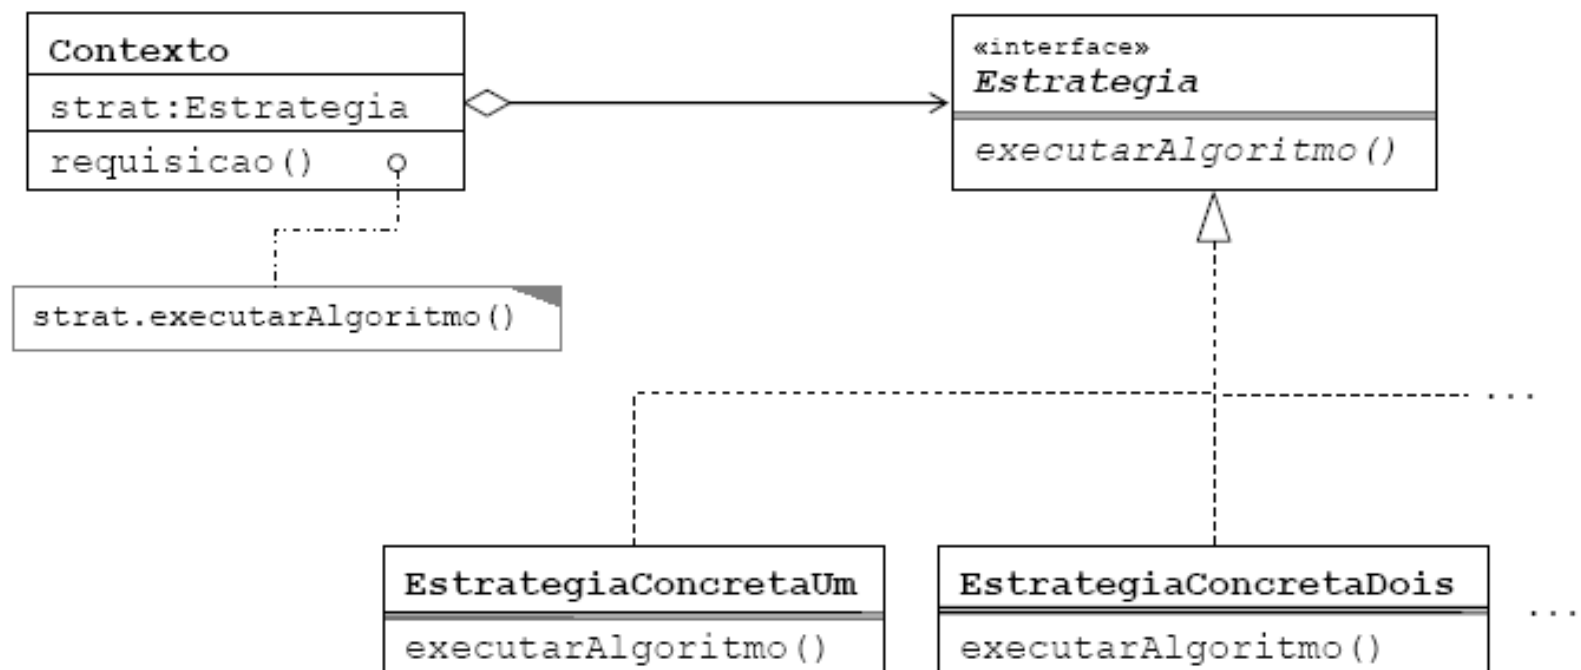 Contexto
strat:Estrategia
requisicao()
strat.executarAlgoritmo()
«interface»
Estrategia
executarAlgoritmo()
...
EstrategiaConcretaUm
executarAlgoritmo()
EstrategiaConcretaDois
executarAlgoritmo()
...